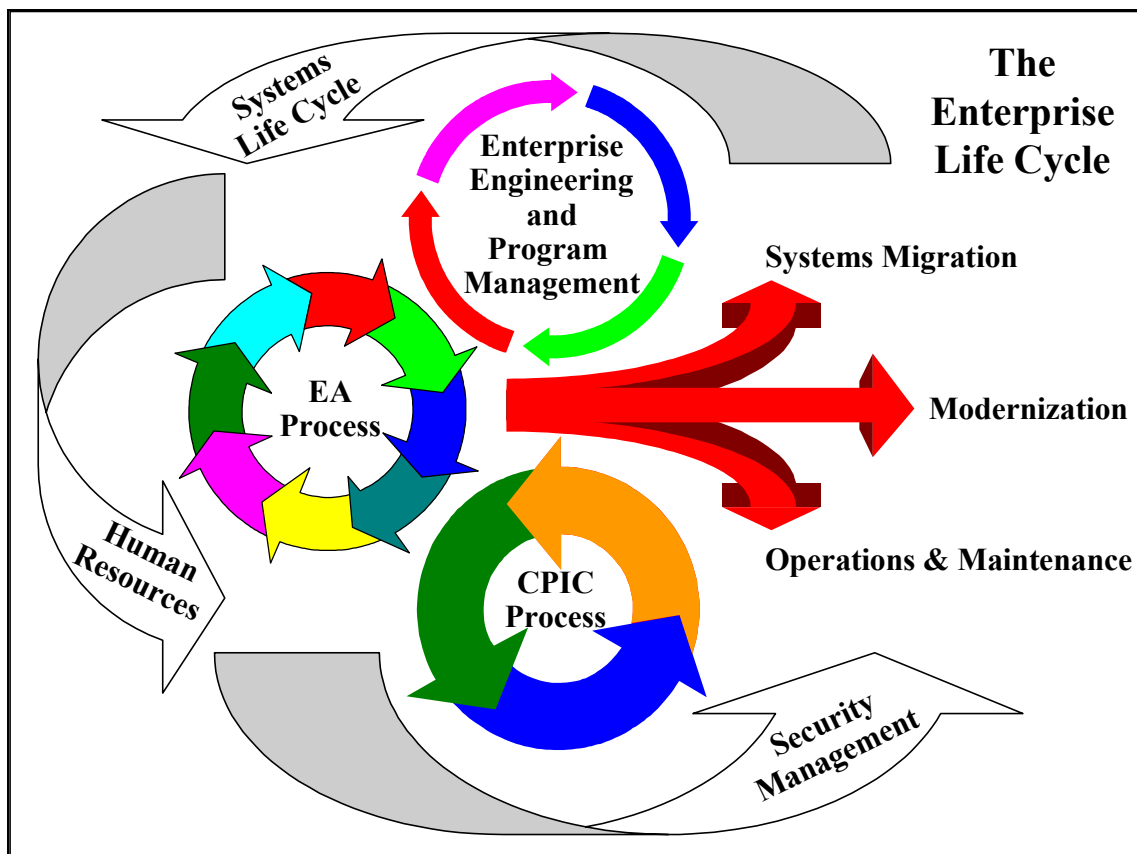 The
Enterprise
Life Cycle
Systems
Life Cycle
Enterprise
Engineering
and
Program
Management
Systems Migration
EA
Process
Modernization
Human
Resources
CPIC
Process
Operations & Maintenance
Security
Management